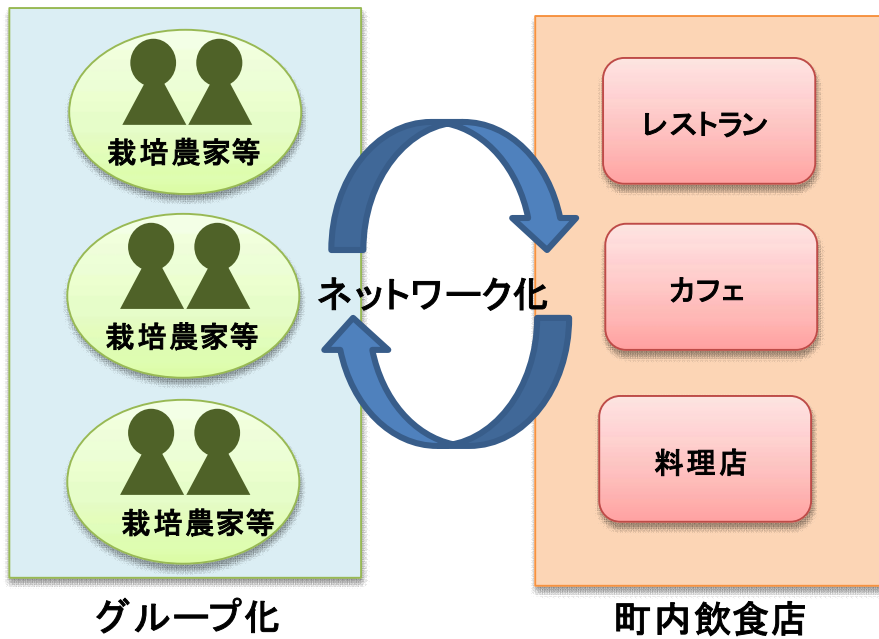 栽培農家等
栽培農家等
栽培農家等
グループ化
ネットワーク化
レストラン
カフェ
料理店
町内飲食店